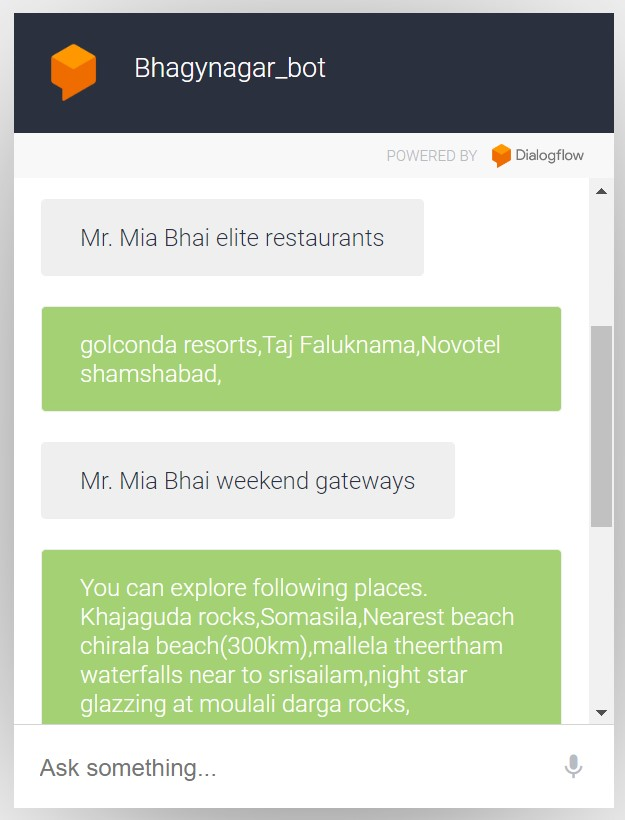 Bhagynagar_bot
POWERED BY Dialogflow
Mr. Mia Bhai elite restaurants
golconda resorts,Taj Faluknama,Novotel
shamshabad,
Mr. Mia Bhai weekend gateways
You can explore following places.
Khajaguda rocks,Somasila,Nearest beach
chirala beach(300km),mallela theertham
waterfalls near to srisailam,night star
glazzing at moulali darga rocks,
Ask something...